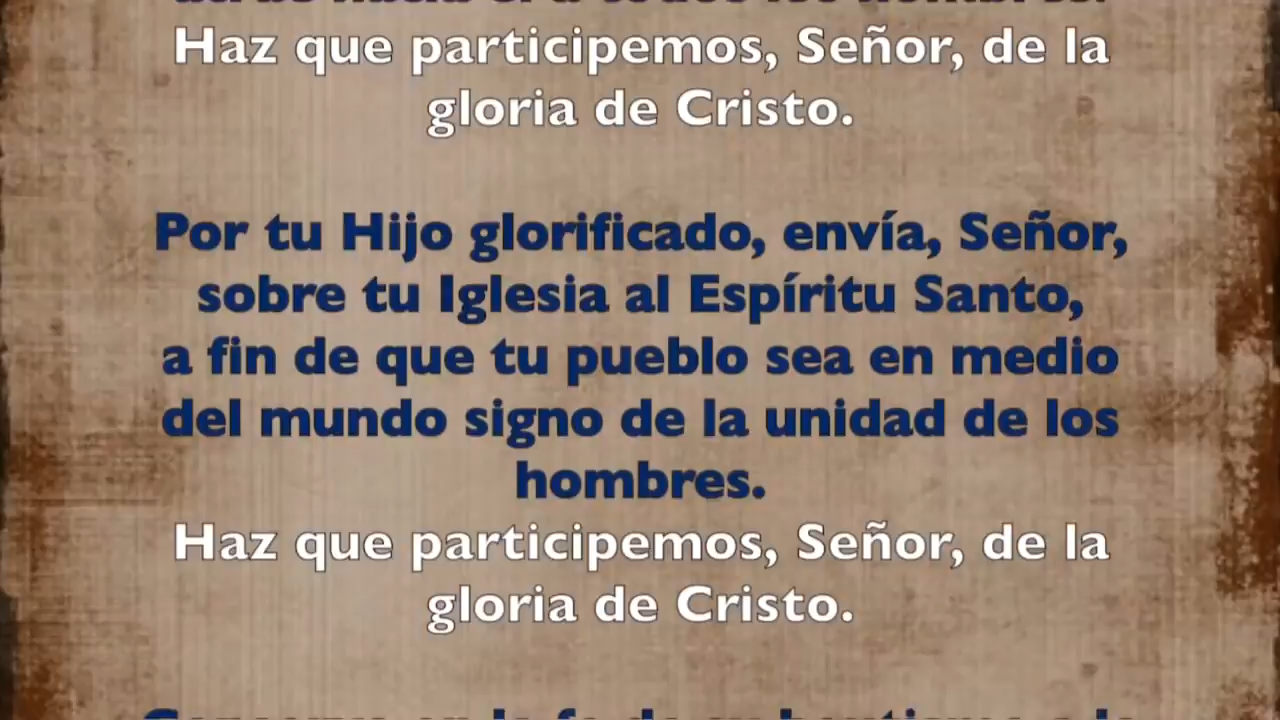 Haz que participemos, Señor, de la
gloria de Cristo.
Por tu Hijo glorificado, envía, Señor,
sobre tu Iglesia al Espíritu Santo,
a fin de que tu pueblo sea en medio
del mundo signo de la unidad de los
hombres.
Haz que participemos, Señor, de la
gloria de Cristo.